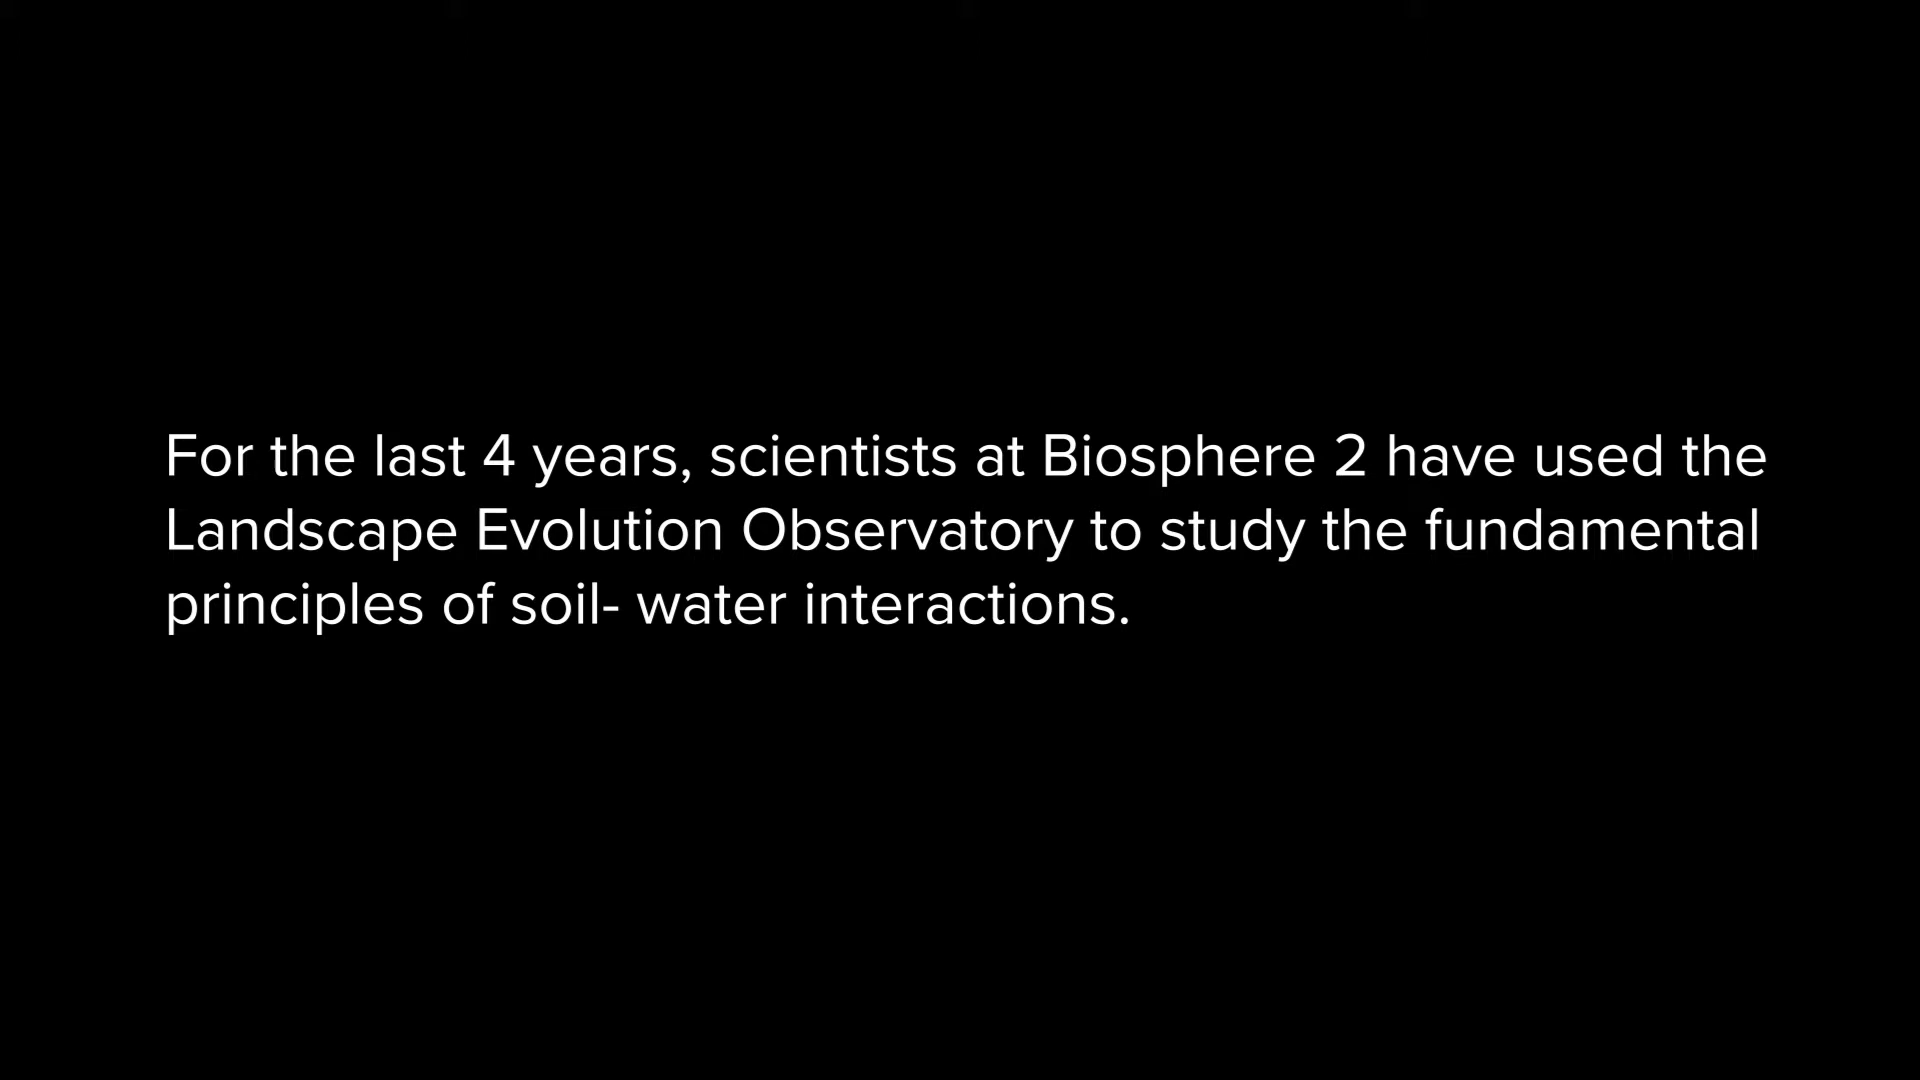 For the last 4 years, scientists at Biosphere 2 have used the
Landscape Evolution Observatory to study the fundamental
principles of soil- water interactions.